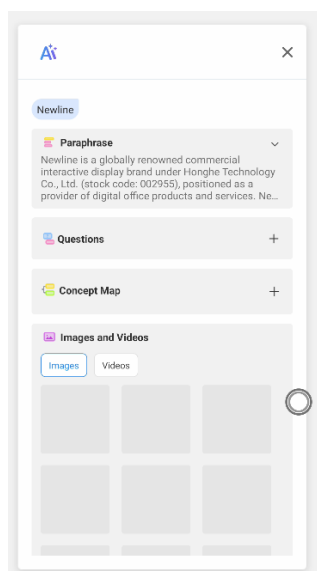 Ai
Newline
Paraphrase
Newline is a globally renowned commercial
interactive display brand under Honghe Technology
Co., Ltd. (stock code: 002955), positioned as a
provider of digital office products and services. Ne...
Questions
Concept Map
Images and Videos
Images
Videos